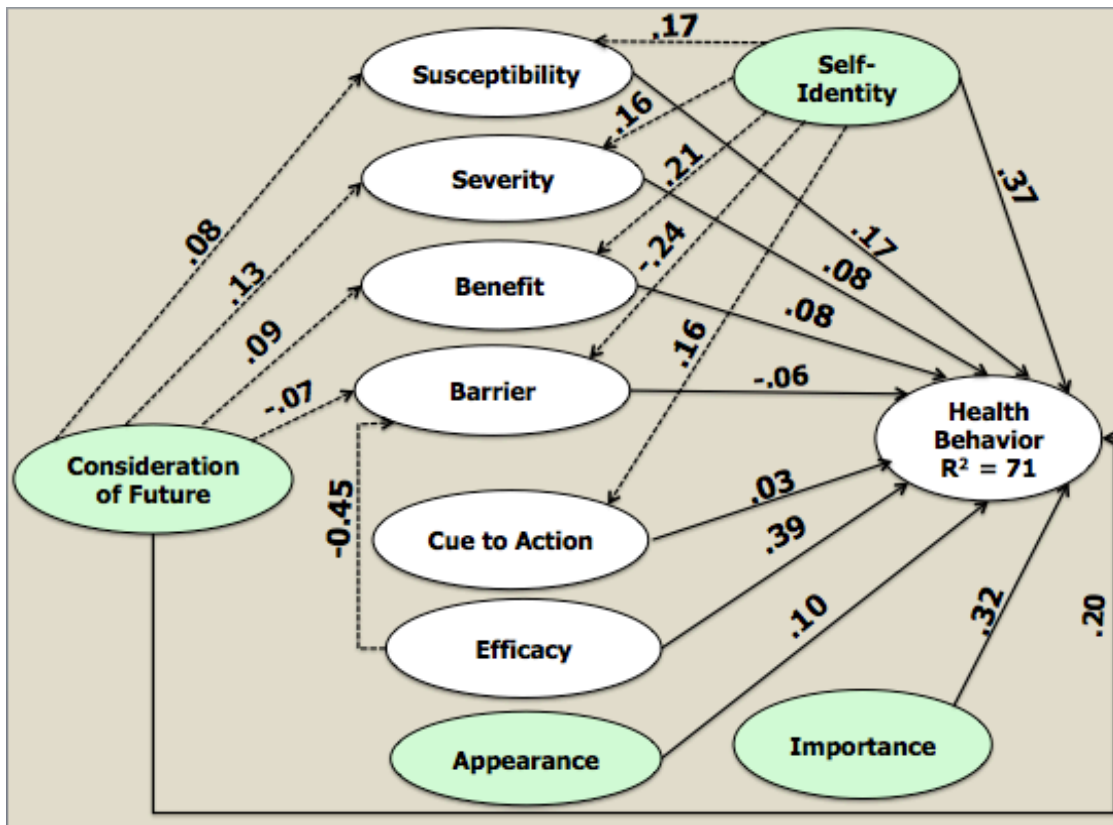 .17
Susceptibility
Self-
Identity
.16
Severity
.21
.37
.08
-.24
.17
.13
.08
Benefit
.08
.09
.16
-.07
Barrier
-.06
Health
Behavior
R² = 71
Consideration
of Future
-0.45
.03
Cue to Action
.39
.10
.32
.20
Efficacy
Appearance
Importance